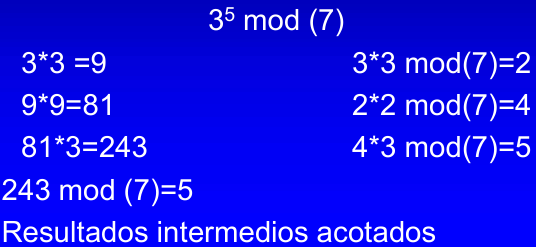 3⁵ mod (7)
3*3 =9 3*3 mod(7)=2
9*9=81 2*2 mod(7)=4
81*3=243 4*3 mod(7)=5
243 mod (7)=5
Resultados intermedios acotados